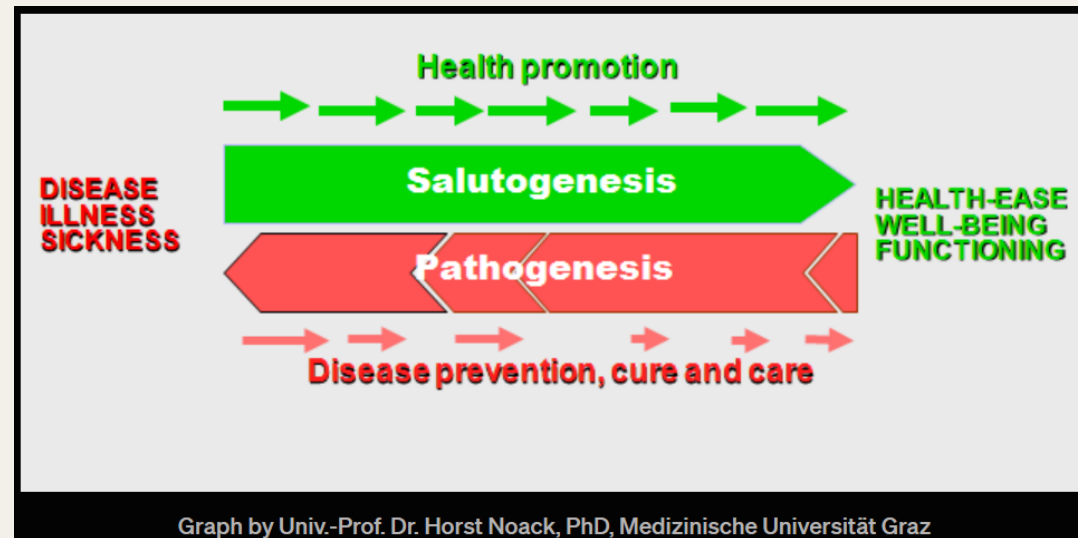 Health promotion
Salutogenesis
DISEASE
ILLNESS
SICKNESS
HEALTH-EASE
WELL-BEING
FUNCTIONING
Pathogenesis
Disease prevention, cure and care
Graph by Univ.-Prof. Dr. Horst Noack, PhD, Medizinische Universität Graz